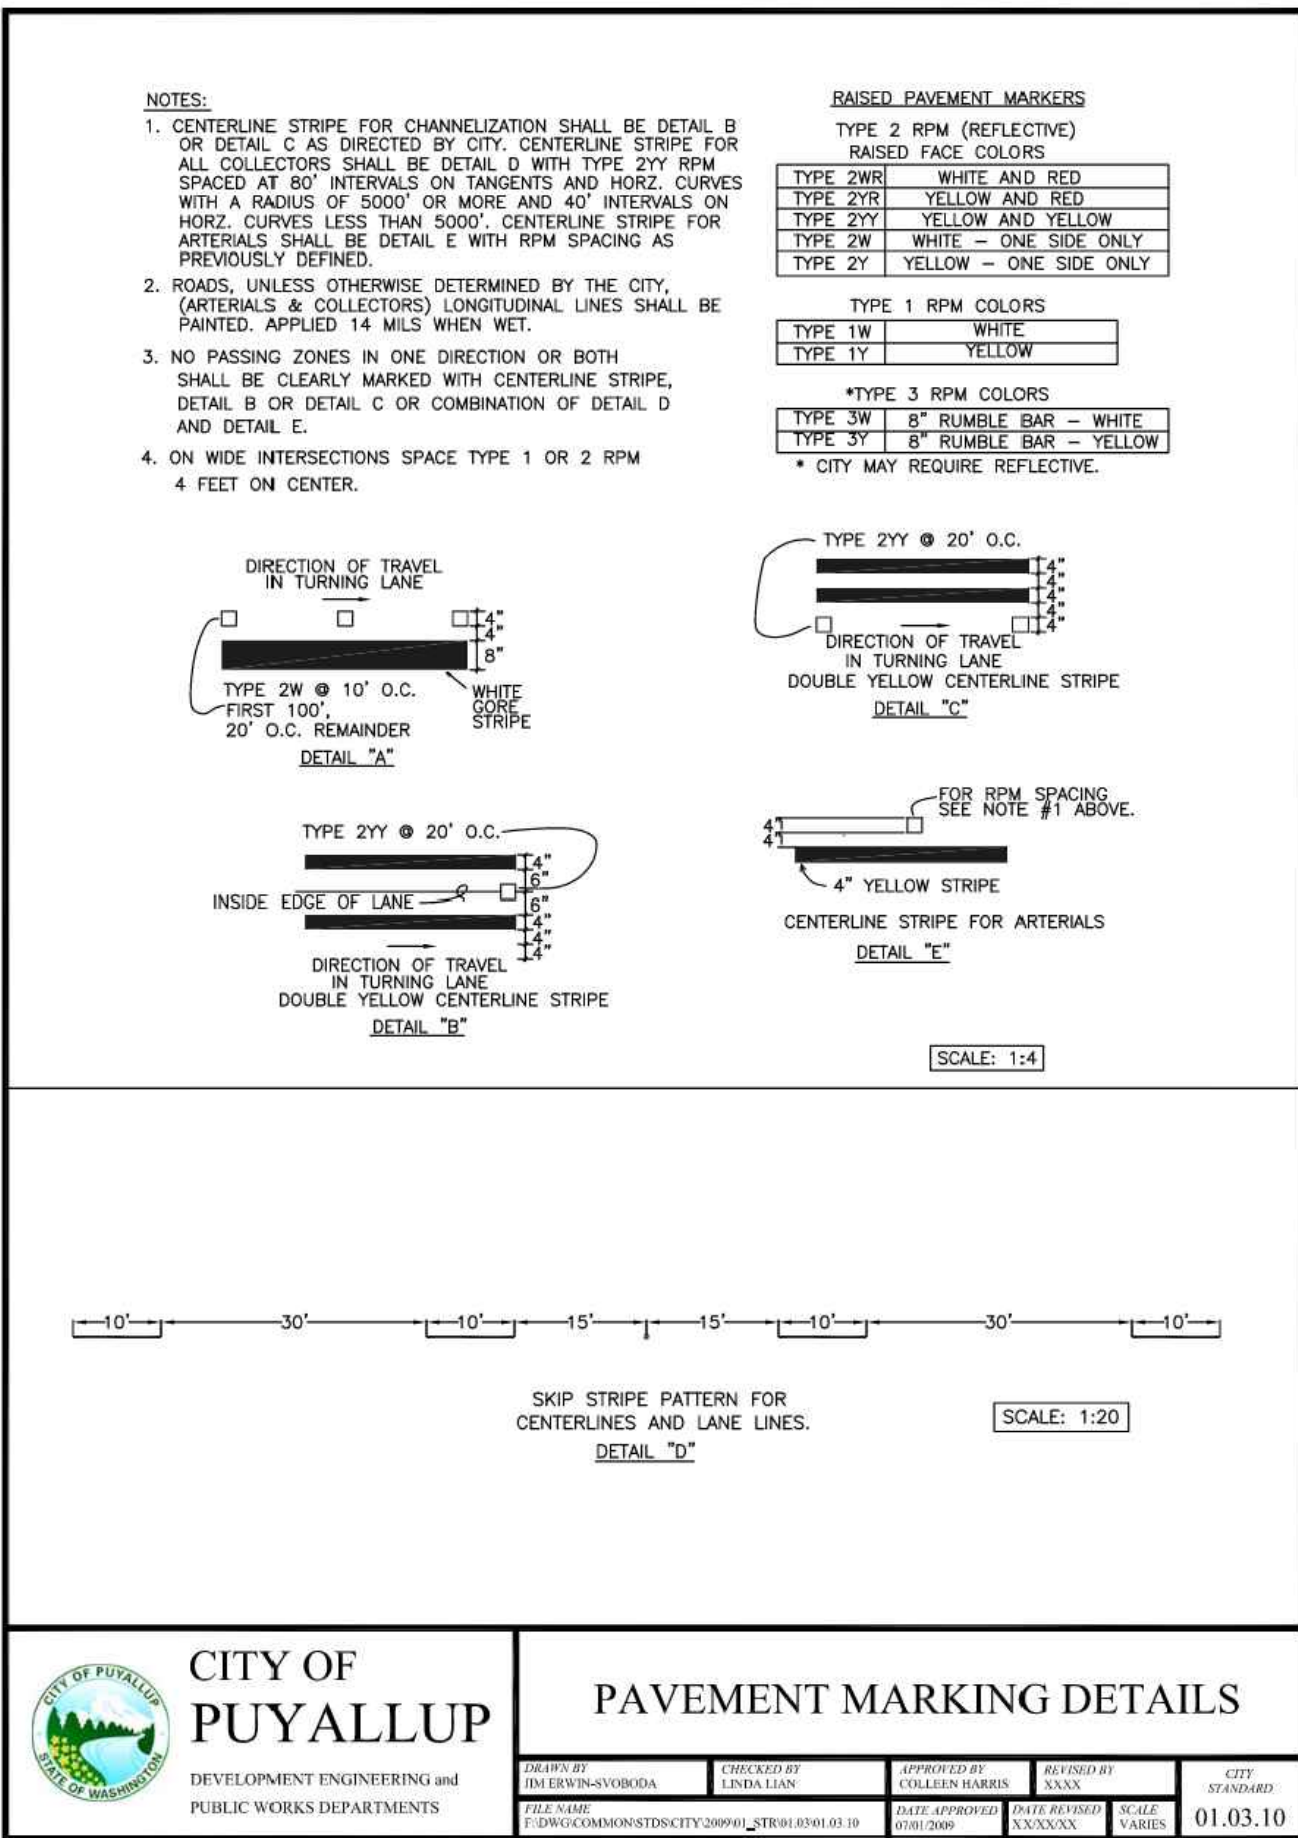 NOTES:
1. CENTERLINE STRIPE FOR CHANNELIZATION SHALL BE DETAIL B
OR DETAIL C AS DIRECTED BY CITY. CENTERLINE STRIPE FOR
ALL COLLECTORS SHALL BE DETAIL D WITH TYPE 2YY RPM
SPACED AT 80' INTERVALS ON TANGENTS AND HORZ. CURVES
WITH A RADIUS OF 5000' OR MORE AND 40' INTERVALS ON
HORZ. CURVES LESS THAN 5000'. CENTERLINE STRIPE FOR
ARTERIALS SHALL BE DETAIL E WITH RPM SPACING AS
PREVIOUSLY DEFINED.
2. ROADS, UNLESS OTHERWISE DETERMINED BY THE CITY,
(ARTERIALS & COLLECTORS) LONGITUDINAL LINES SHALL BE
PAINTED. APPLIED 14 MILS WHEN WET.
3. NO PASSING ZONES IN ONE DIRECTION OR BOTH
SHALL BE CLEARLY MARKED WITH CENTERLINE STRIPE,
DETAIL B OR DETAIL C OR COMBINATION OF DETAIL D
AND DETAIL E.
4. ON WIDE INTERSECTIONS SPACE TYPE 1 OR 2 RPM
4 FEET ON CENTER.
RAISED PAVEMENT MARKERS
TYPE 2 RPM (REFLECTIVE)
RAISED FACE COLORS
TYPE 2WR WHITE AND RED
TYPE 2YR YELLOW AND RED
TYPE 2YY YELLOW AND YELLOW
TYPE 2W WHITE – ONE SIDE ONLY
TYPE 2Y YELLOW – ONE SIDE ONLY
TYPE 1 RPM COLORS
TYPE 1W WHITE
TYPE 1Y YELLOW
*TYPE 3 RPM COLORS
TYPE 3W 8" RUMBLE BAR – WHITE
TYPE 3Y 8" RUMBLE BAR – YELLOW
* CITY MAY REQUIRE REFLECTIVE.
DIRECTION OF TRAVEL
IN TURNING LANE
4"
4"
8"
TYPE 2W @ 10' O.C.
FIRST 100',
20' O.C. REMAINDER
WHITE
GORE
STRIPE
DETAIL "A"
TYPE 2YY @ 20' O.C.
4"
4"
4"
4"
4"
DIRECTION OF TRAVEL
IN TURNING LANE
DOUBLE YELLOW CENTERLINE STRIPE
DETAIL "C"
TYPE 2YY @ 20' O.C.
4"
6"
INSIDE EDGE OF LANE
6"
4"
4"
4"
DIRECTION OF TRAVEL
IN TURNING LANE
DOUBLE YELLOW CENTERLINE STRIPE
DETAIL "B"
FOR RPM SPACING
SEE NOTE #1 ABOVE.
4"
4"
4" YELLOW STRIPE
CENTERLINE STRIPE FOR ARTERIALS
DETAIL "E"
SCALE: 1:4
10' 30' 10' 15' 15' 10' 30' 10'
SKIP STRIPE PATTERN FOR
CENTERLINES AND LANE LINES.
DETAIL "D"
SCALE: 1:20
CITY OF PUYALLUP
STATE OF WASHINGTON
CITY OF
PUYALLUP
DEVELOPMENT ENGINEERING and
PUBLIC WORKS DEPARTMENTS
PAVEMENT MARKING DETAILS
DRAWN BY
JIM ERWIN-SVOBODA
CHECKED BY
LINDA LIAN
APPROVED BY
COLLEEN HARRIS
REVISED BY
XXXX
FILE NAME
F:\DWG\COMMON\STDS\CITY\2009\01_STR\01.03\01.03.10
DATE APPROVED
07/01/2009
DATE REVISED
XX/XX/XX
SCALE
VARIES
CITY
STANDARD
01.03.10